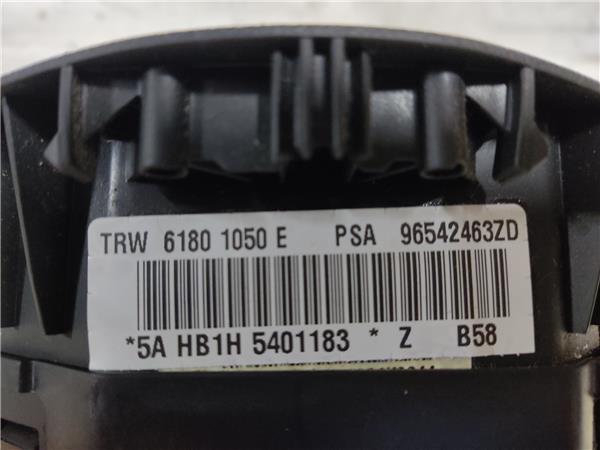 TRW 6180 1050 E PSA 96542463ZD
*5A HB1H 5401183 * Z B58